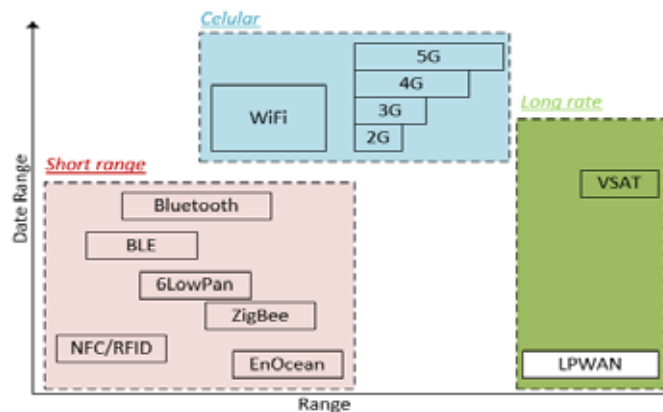 Celular
5G
4G
WiFi
3G
2G
Long rate
Short range
VSAT
Bluetooth
BLE
6LowPan
ZigBee
NFC/RFID
EnOcean
LPWAN
Date Range
Range